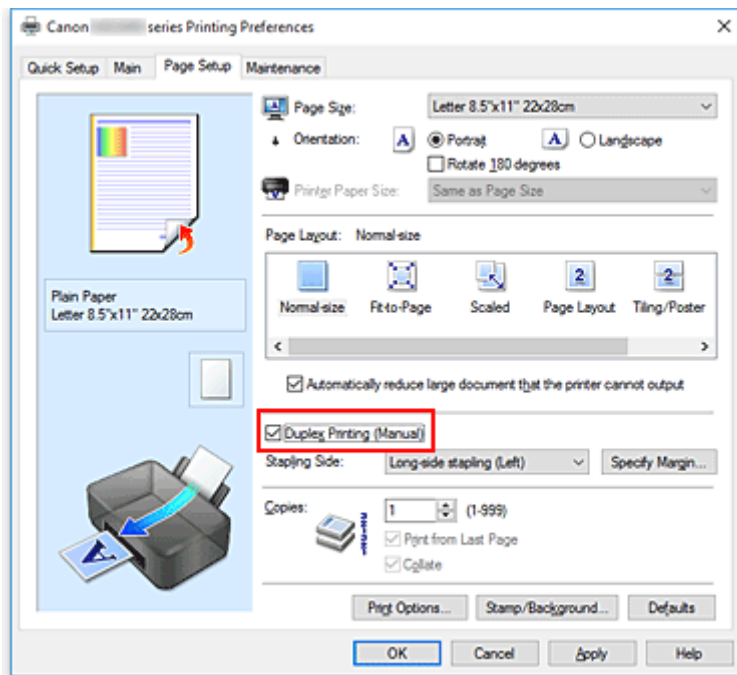 Canon series Printing Preferences
Quick Setup Main Page Setup Maintenance
Page Size: Letter 8.5"x11" 22x28cm
Orientation: A Portrait A Landscape
Rotate 180 degrees
Printer Paper Size: Same as Page Size
Page Layout: Normal-size
2 2
Normal-size Fit-to-Page Scaled Page Layout Tiling/Poster
Plain Paper
Letter 8.5"x11" 22x28cm
Automatically reduce large document that the printer cannot output
Duplex Printing (Manual)
Stapling Side: Long-side stapling (Left) Specify Margin...
Copies: 1 (1-999)
Print from Last Page
Collate
A
Print Options... Stamp/Background... Defaults
OK Cancel Apply Help